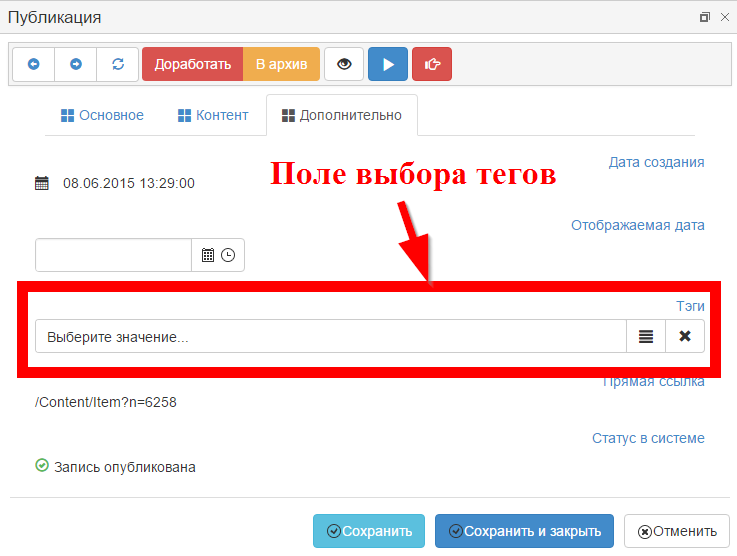 Публикация
Доработать В архив
Основное Контент Дополнительно
Поле выбора тегов
Дата создания
08.06.2015 13:29:00
Отображаемая дата
Тэги
Выберите значение...
Прямая ссылка
/Content/Item?n=6258
Статус в системе
Запись опубликована
Сохранить Сохранить и закрыть Отменить